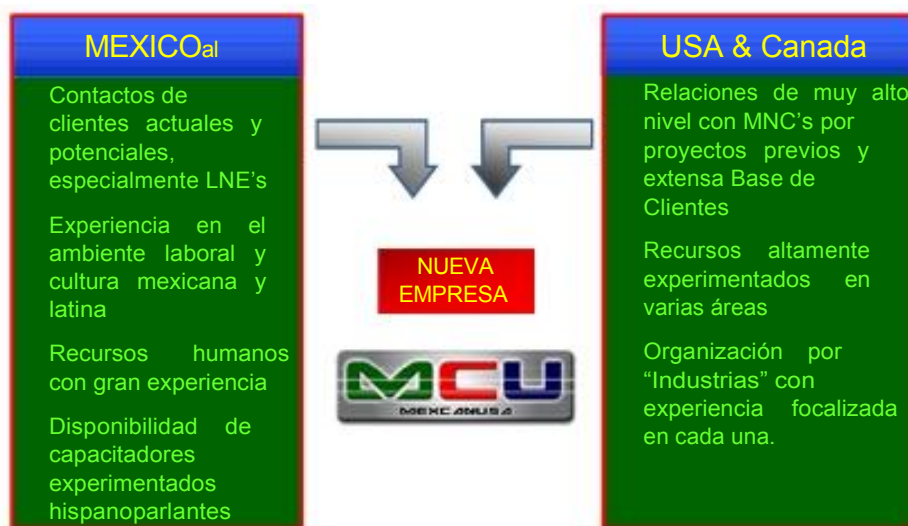 MEXICOal
Contactos de
clientes actuales y
potenciales,
especialmente LNE’s
Experiencia en el
ambiente laboral y
cultura mexicana y
latina
Recursos humanos
con gran experiencia
Disponibilidad de
capacitadores
experimentados
hispanoparlantes
NUEVA
EMPRESA
MCU
MEXCANUSA
USA & Canada
Relaciones de muy alto
nivel con MNC’s por
proyectos previos y
extensa Base de
Clientes
Recursos altamente
experimentados en
varias áreas
Organización por
“Industrias” con
experiencia focalizada
en cada una.